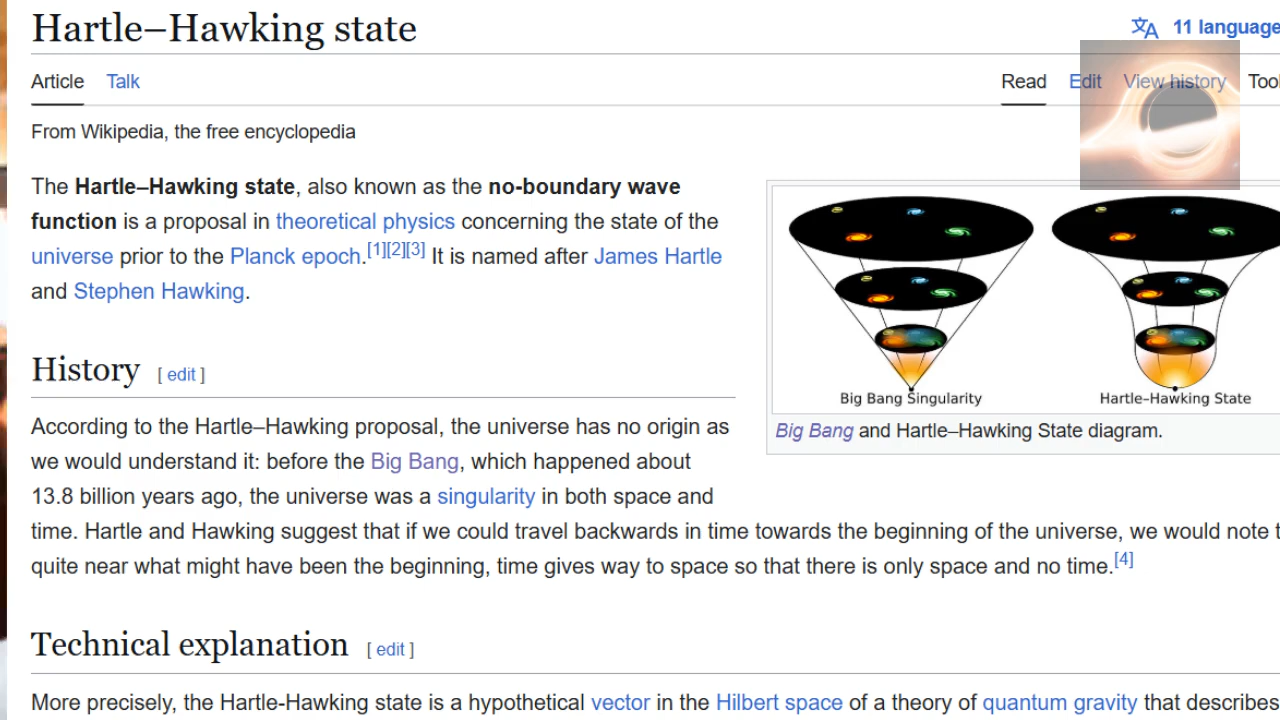 Hartle–Hawking state
11 language
Article Talk
Read Edit View history Tool
From Wikipedia, the free encyclopedia
The Hartle–Hawking state, also known as the no-boundary wave
function is a proposal in theoretical physics concerning the state of the
universe prior to the Planck epoch.[1][2][3] It is named after James Hartle
and Stephen Hawking.
Big Bang Singularity
Hartle–Hawking State
Big Bang and Hartle–Hawking State diagram.
History [ edit ]
According to the Hartle–Hawking proposal, the universe has no origin as
we would understand it: before the Big Bang, which happened about
13.8 billion years ago, the universe was a singularity in both space and
time. Hartle and Hawking suggest that if we could travel backwards in time towards the beginning of the universe, we would note t
quite near what might have been the beginning, time gives way to space so that there is only space and no time.[4]
Technical explanation [ edit ]
More precisely, the Hartle-Hawking state is a hypothetical vector in the Hilbert space of a theory of quantum gravity that describes